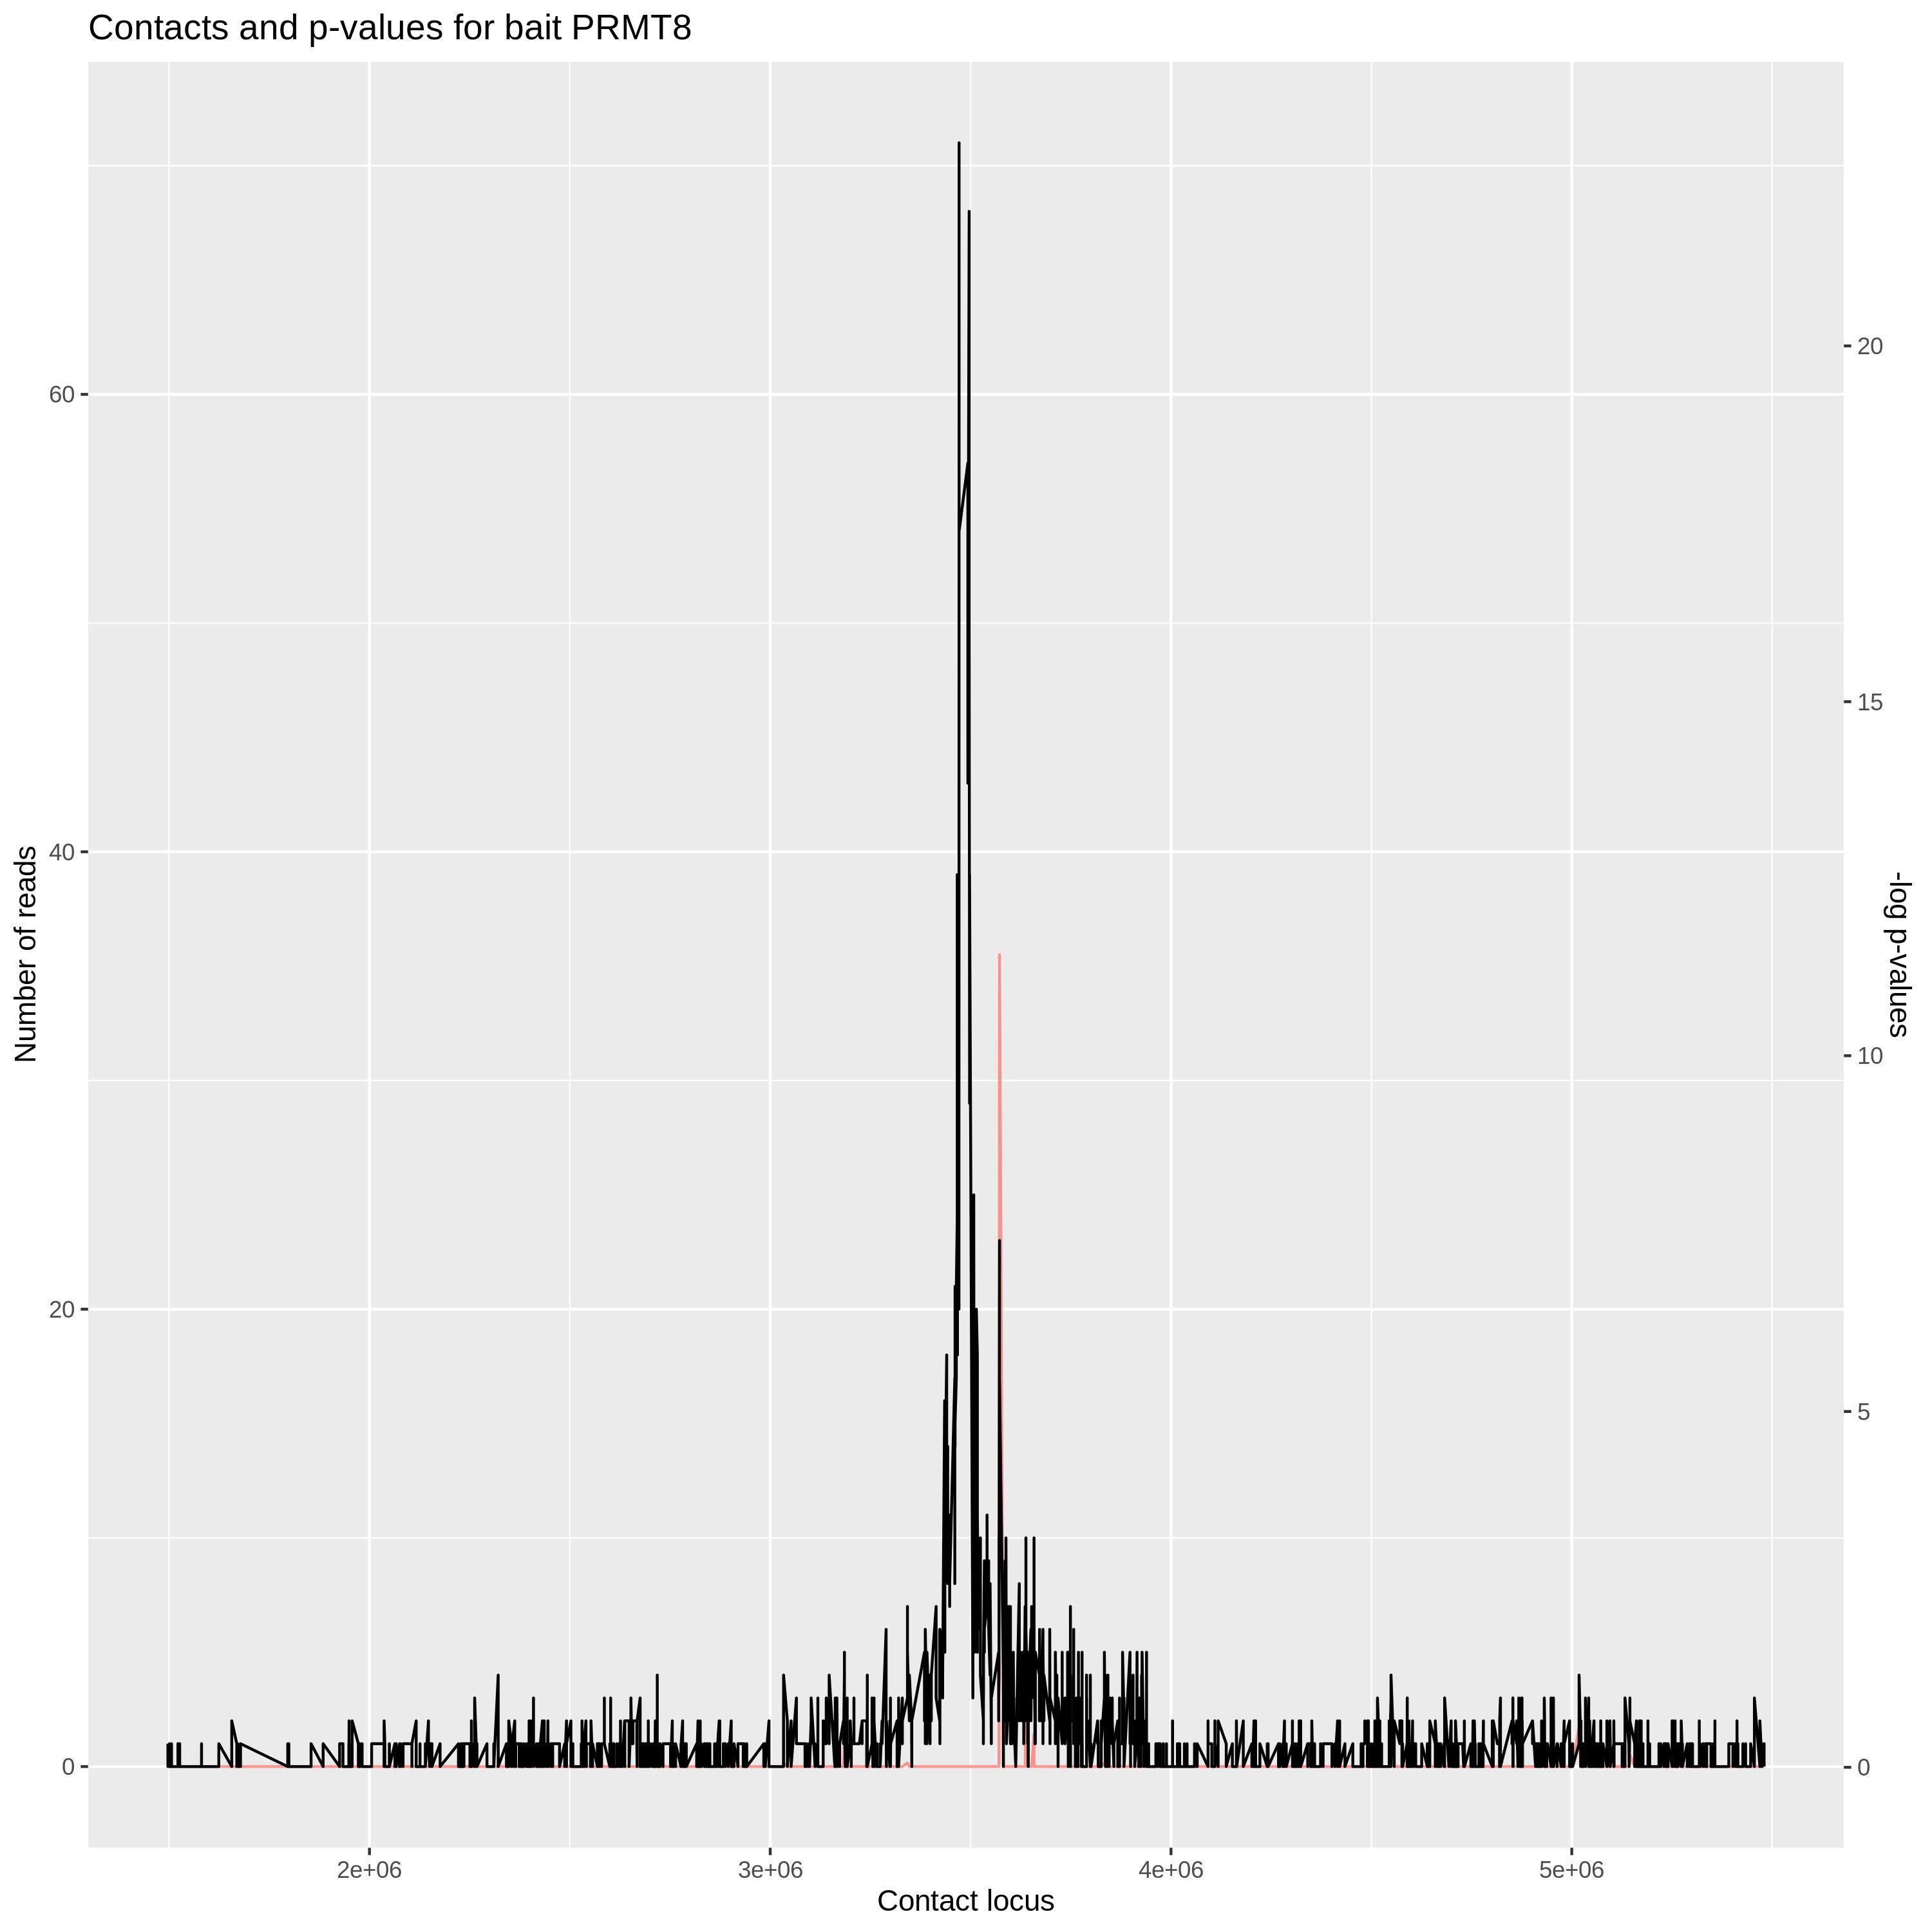 Contacts and p-values for bait PRMT8
Number of reads
60
40
20
0
20
15
10
5
0
-log p-values
2e+06 3e+06 4e+06 5e+06
Contact locus